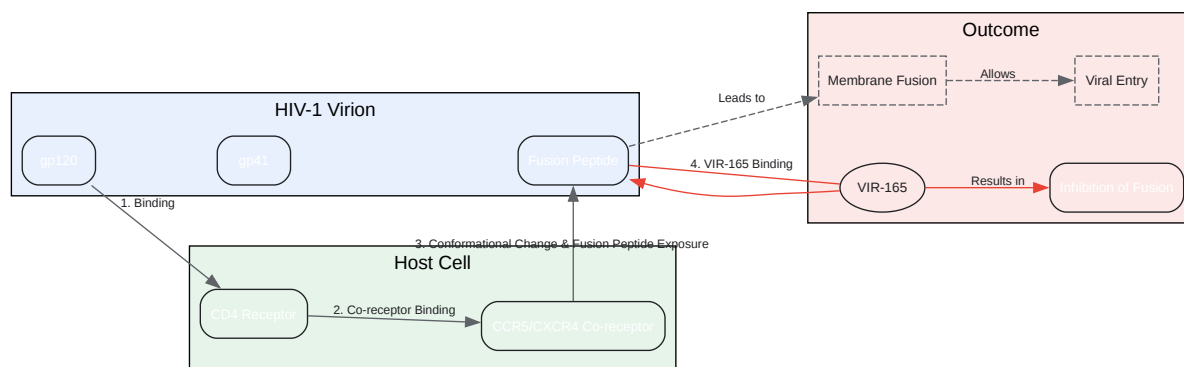 Outcome
Membrane Fusion
Allows
Viral Entry
Leads to
HIV-1 Virion
gp120
gp41
Fusion Peptide
4. VIR-165 Binding
VIR-165
Results in
Inhibition of Fusion
1. Binding
3. Conformational Change & Fusion Peptide Exposure
Host Cell
CD4 Receptor
2. Co-receptor Binding
CCR5/CXCR4 Co-receptor